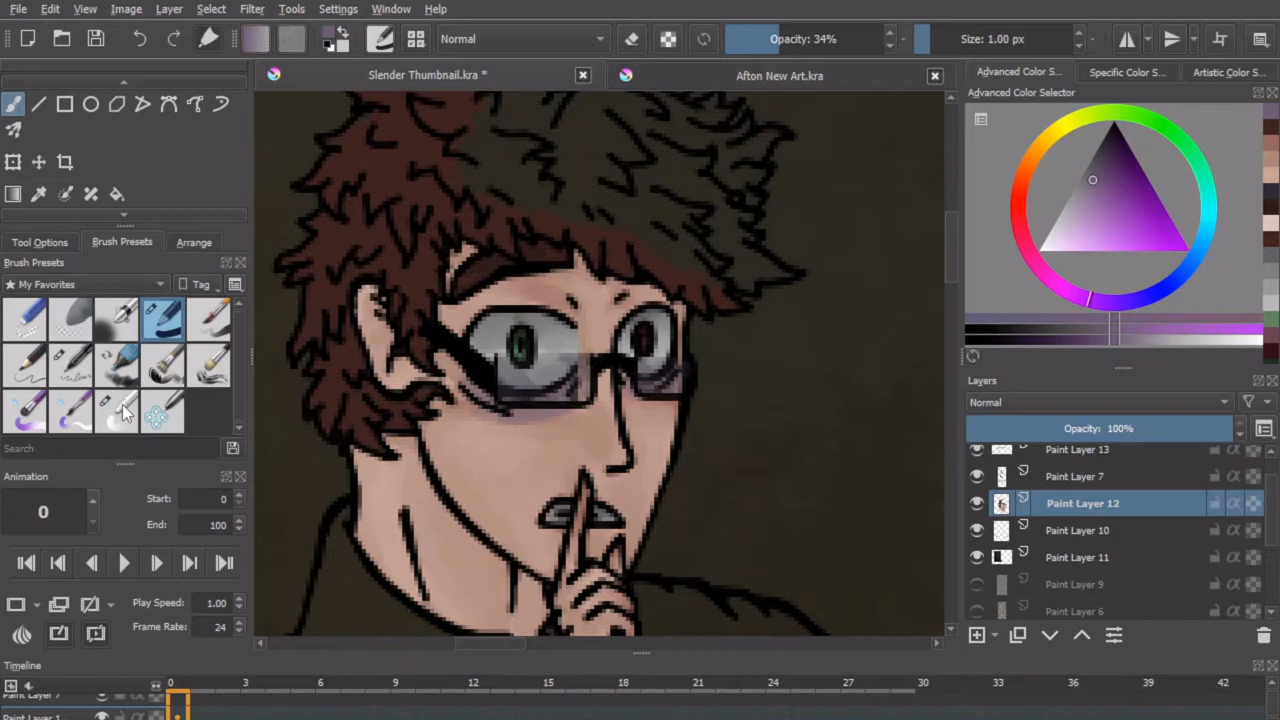 File Edit View Image Layer Select Filter Tools Settings Window Help
Normal Opacity: 34% Size: 1.00 px
Slender Thumbnail.kra * Afton New Art.kra
Advanced Color S... Specific Color S... Artistic Color S...
Advanced Color Selector
Tool Options Brush Presets Arrange
Brush Presets
★ My Favorites Tag
Search
Animation
0
Start: 0
End: 100
Play Speed: 1.00
Frame Rate: 24
Layers
Normal
Opacity: 100%
Paint Layer 13
Paint Layer 7
Paint Layer 12
Paint Layer 10
Paint Layer 11
Paint Layer 9
Paint Layer 6
Timeline
0 3 6 9 12 15 18 21 24 27 30 33 36 39 42
Paint Layer 7
Paint Layer 1...